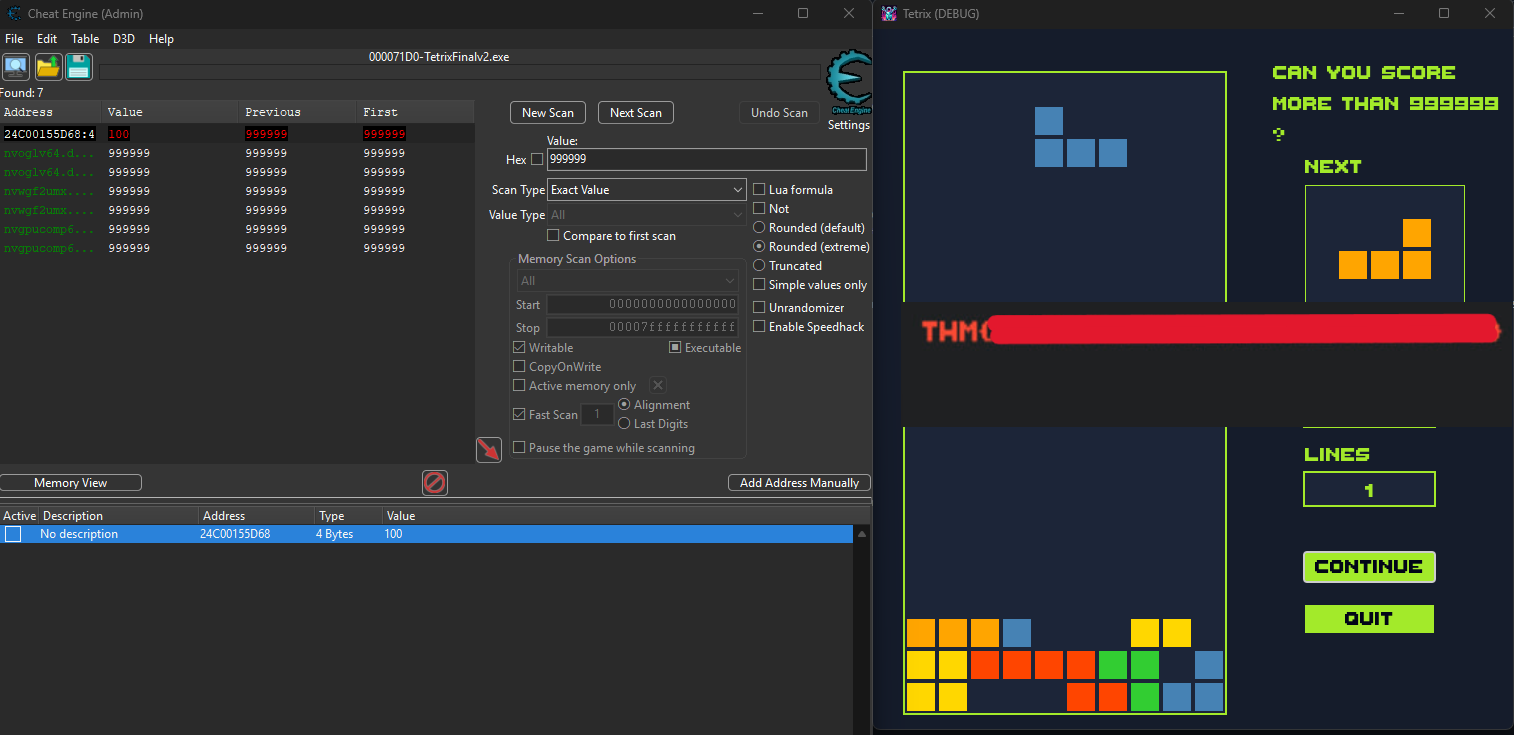 Cheat Engine (Admin)
File Edit Table D3D Help
000071D0-TetrixFinalv2.exe
Found: 7
Address Value Previous First
24C00155D68:4 100 999999 999999
nvoglv64.d... 999999 999999 999999
nvoglv64.d... 999999 999999 999999
nvwgf2umx.... 999999 999999 999999
nvwgf2umx.... 999999 999999 999999
nvgpucomp6... 999999 999999 999999
nvgpucomp6... 999999 999999 999999
New Scan Next Scan Undo Scan
Cheat Engine
Settings
Value:
Hex 999999
Scan Type Exact Value
Value Type All
Compare to first scan
Lua formula
Not
Rounded (default)
Rounded (extreme)
Truncated
Simple values only
Unrandomizer
Enable Speedhack
Memory Scan Options
All
Start 0000000000000000
Stop 00007fffffffffff
Writable Executable
CopyOnWrite
Active memory only
Fast Scan 1 Alignment
Last Digits
Pause the game while scanning
Memory View Add Address Manually
Active Description Address Type Value
No description 24C00155D68 4 Bytes 100
Tetrix (DEBUG)
CAN YOU SCORE
MORE THAN 999999
?
NEXT
THM{
LINES
1
CONTINUE
QUIT